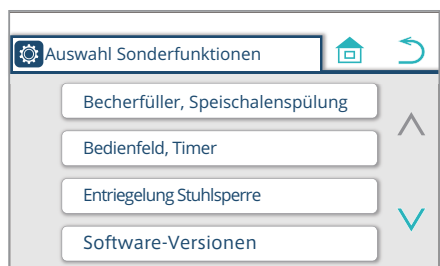 Auswahl Sonderfunktionen
Becherfüller, Speischalenspülung
Bedienfeld, Timer
Entriegelung Stuhlsperre
Software-Versionen